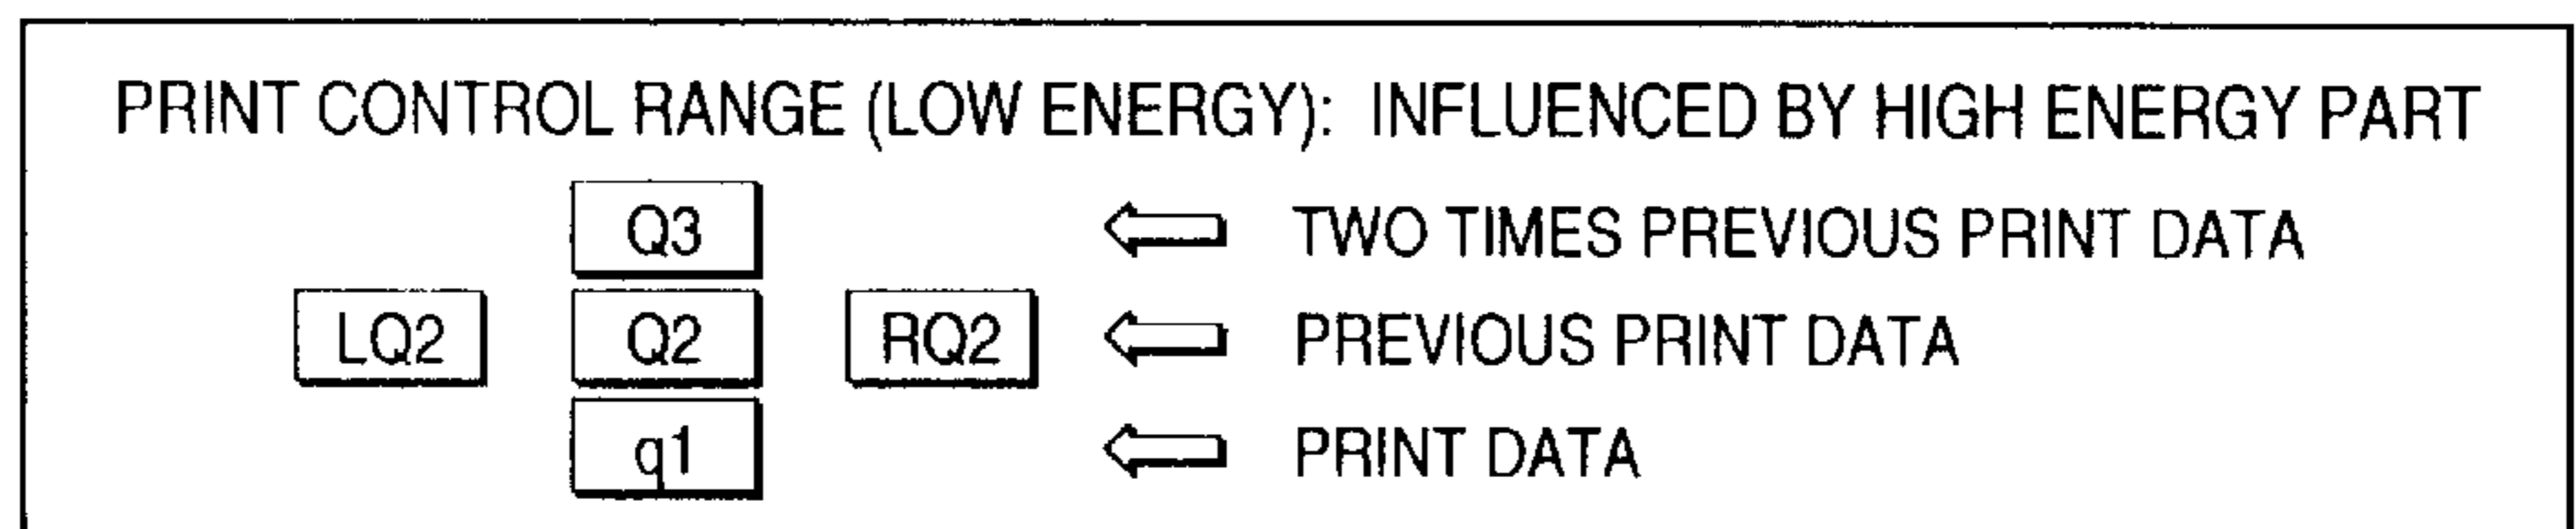 PRINT CONTROL RANGE (LOW ENERGY): INFLUENCED BY HIGH ENERGY PART
Q3 TWO TIMES PREVIOUS PRINT DATA
LQ2 Q2 RQ2 PREVIOUS PRINT DATA
q1 PRINT DATA